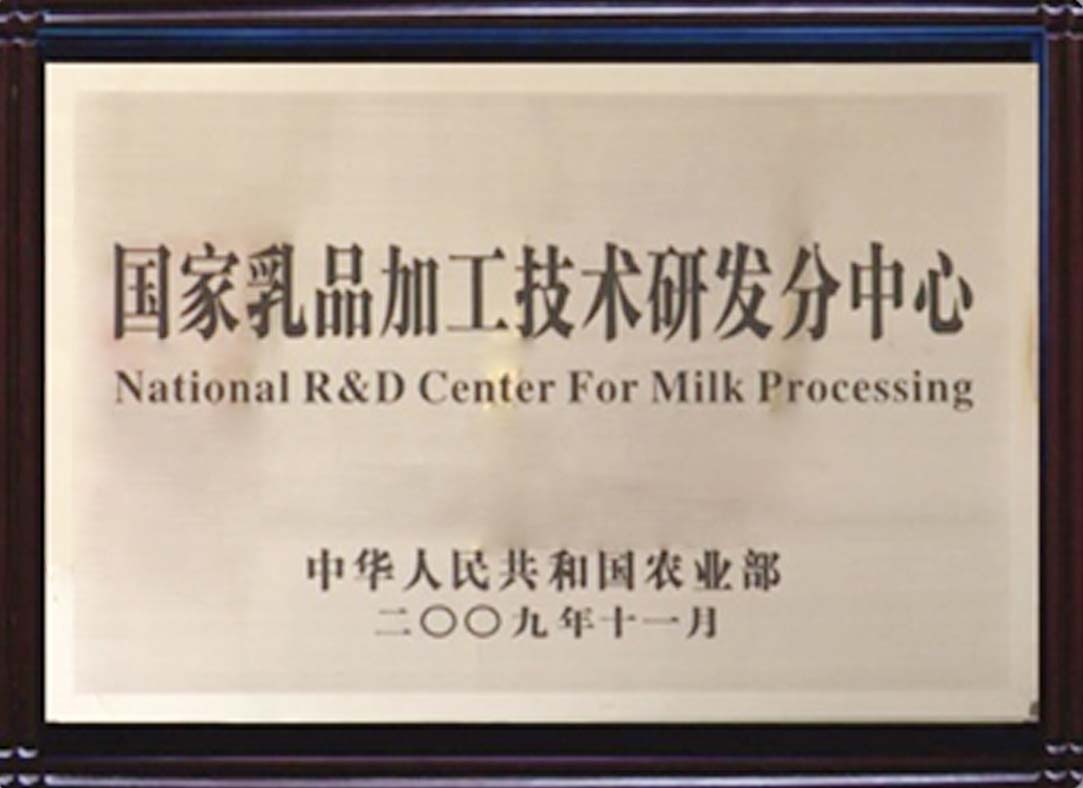 国家乳品加工技术研发分中心
National R&D Center For Milk Processing
中华人民共和国农业部
二〇〇九年十一月